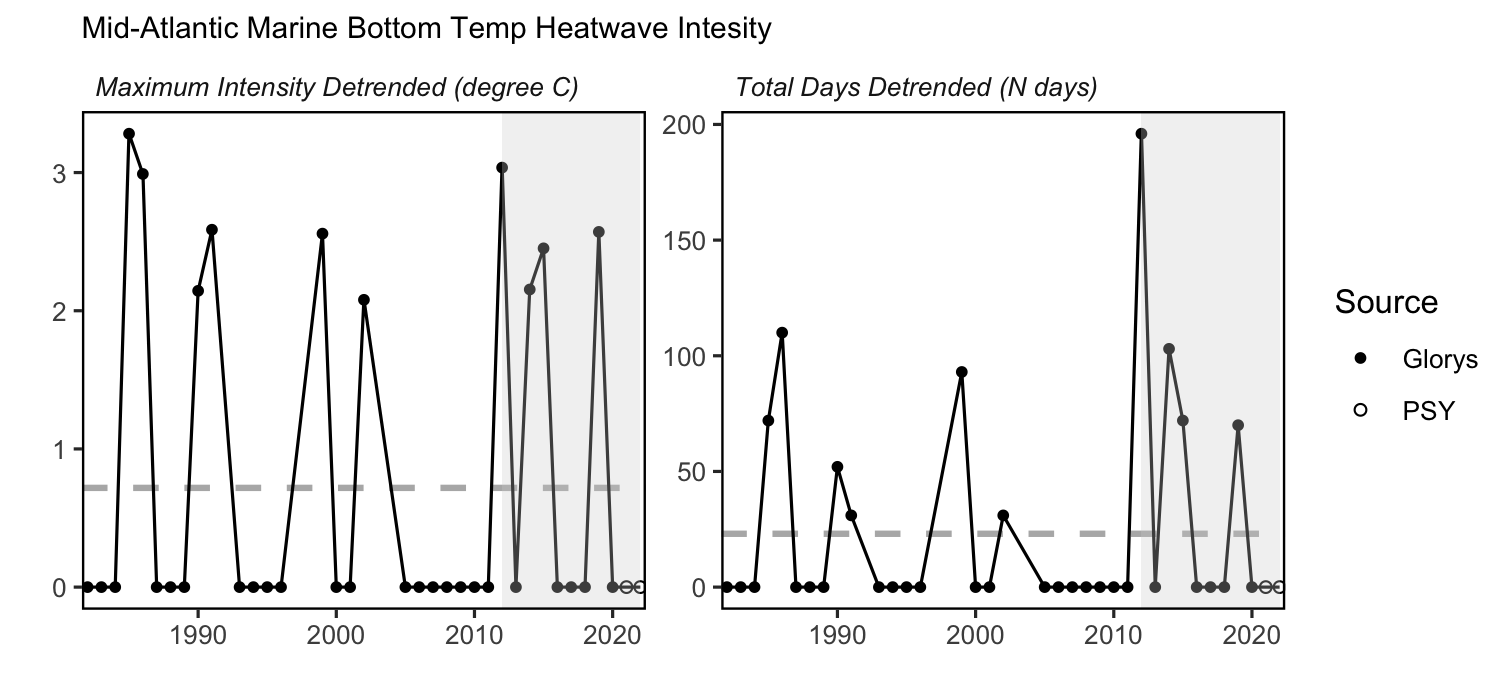 Mid-Atlantic Marine Bottom Temp Heatwave Intesity
Maximum Intensity Detrended (degree C)
3
2
1
0
1990 2000 2010 2020
Total Days Detrended (N days)
200
150
100
50
0
1990 2000 2010 2020
Source
Glorys
PSY